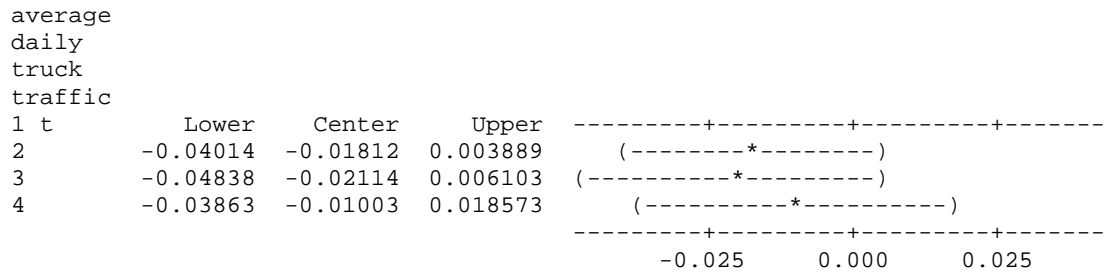 average
daily
truck
traffic
1 t        Lower    Center     Upper  ---------+---------+---------+-------
2       -0.04014  -0.01812  0.003889     (--------*--------)
3       -0.04838  -0.02114  0.006103  (----------*---------)
4       -0.03863  -0.01003  0.018573      (----------*----------)
                                      ---------+---------+---------+-------
                                            -0.025     0.000     0.025